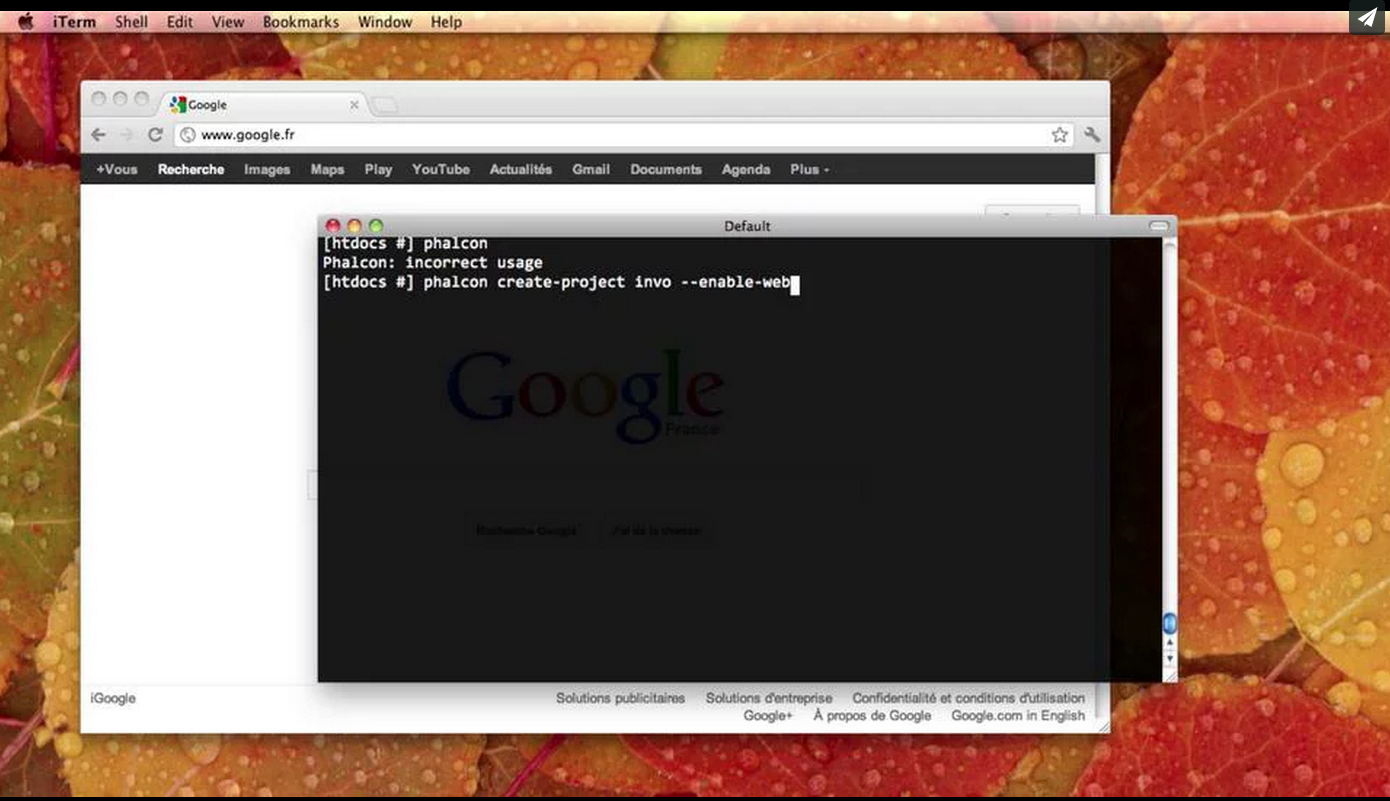 iTerm Shell Edit View Bookmarks Window Help
Google
www.google.fr
+Vous Recherche Images Maps Play YouTube Actualités Gmail Documents Agenda Plus
Default
[htdocs #] phalcon
Phalcon: incorrect usage
[htdocs #] phalcon create-project invo --enable-web
Google
France
Recherche Google J'ai de la chance
iGoogle Solutions publicitaires Solutions d'entreprise Confidentialité et conditions d'utilisation
Google+ À propos de Google Google.com in English